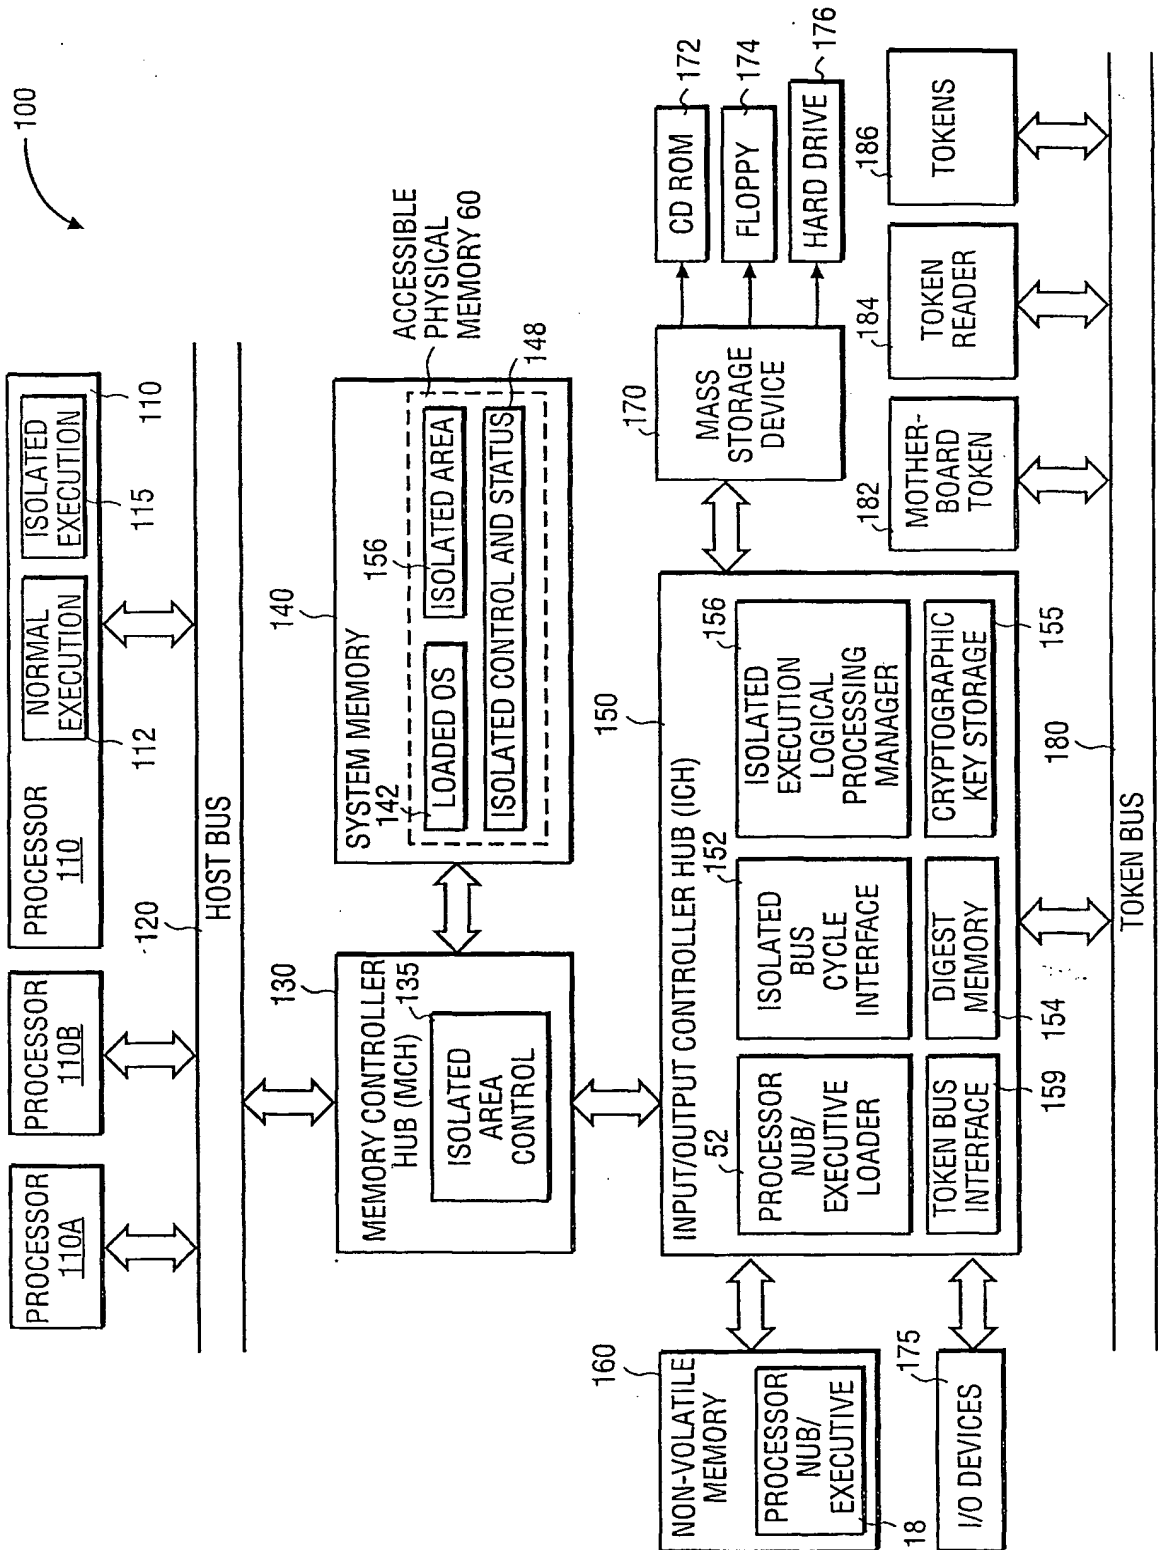 100
PROCESSOR
110A
PROCESSOR
110B
PROCESSOR
110
NORMAL
EXECUTION
112
ISOLATED
EXECUTION
115
110
120
HOST BUS
130
MEMORY CONTROLLER
HUB (MCH)
135
ISOLATED
AREA
CONTROL
140
SYSTEM MEMORY
142
LOADED OS
156
ISOLATED AREA
ISOLATED CONTROL AND STATUS
148
ACCESSIBLE
PHYSICAL
MEMORY 60
160
NON-VOLATILE
MEMORY
PROCESSOR
NUB/
EXECUTIVE
18
175
I/O DEVICES
150
INPUT/OUTPUT CONTROLLER HUB (ICH)
52
PROCESSOR
NUB/
EXECUTIVE
LOADER
152
ISOLATED
BUS
CYCLE
INTERFACE
156
ISOLATED
EXECUTION
LOGICAL
PROCESSING
MANAGER
TOKEN BUS
INTERFACE
159
DIGEST
MEMORY
154
CRYPTOGRAPHIC
KEY STORAGE
155
170
MASS
STORAGE
DEVICE
CD ROM
172
FLOPPY
174
HARD DRIVE
176
182
MOTHER-
BOARD
TOKEN
184
TOKEN
READER
186
TOKENS
180
TOKEN BUS